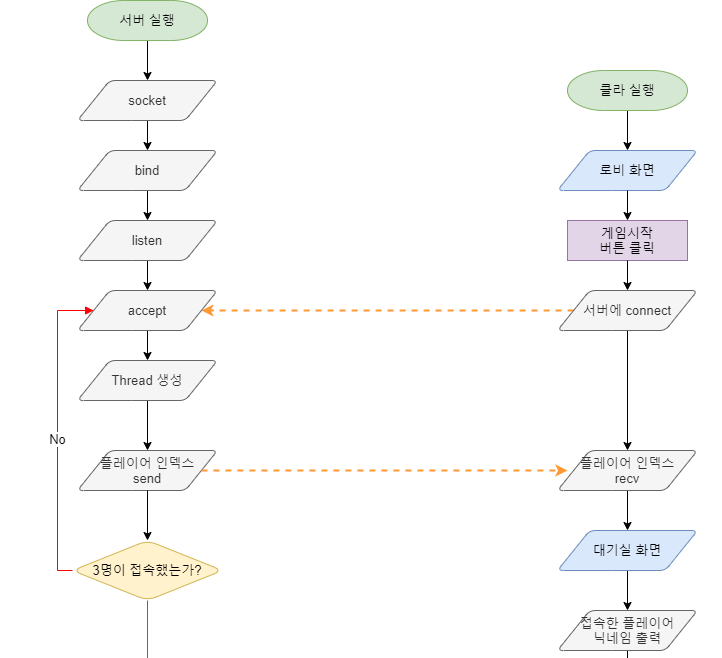 서버 실행
socket
bind
listen
accept
Thread 생성
플레이어 인덱스
send
3명이 접속했는가?
No
클라 실행
로비 화면
게임시작
버튼 클릭
서버에 connect
플레이어 인덱스
recv
대기실 화면
접속한 플레이어
닉네임 출력